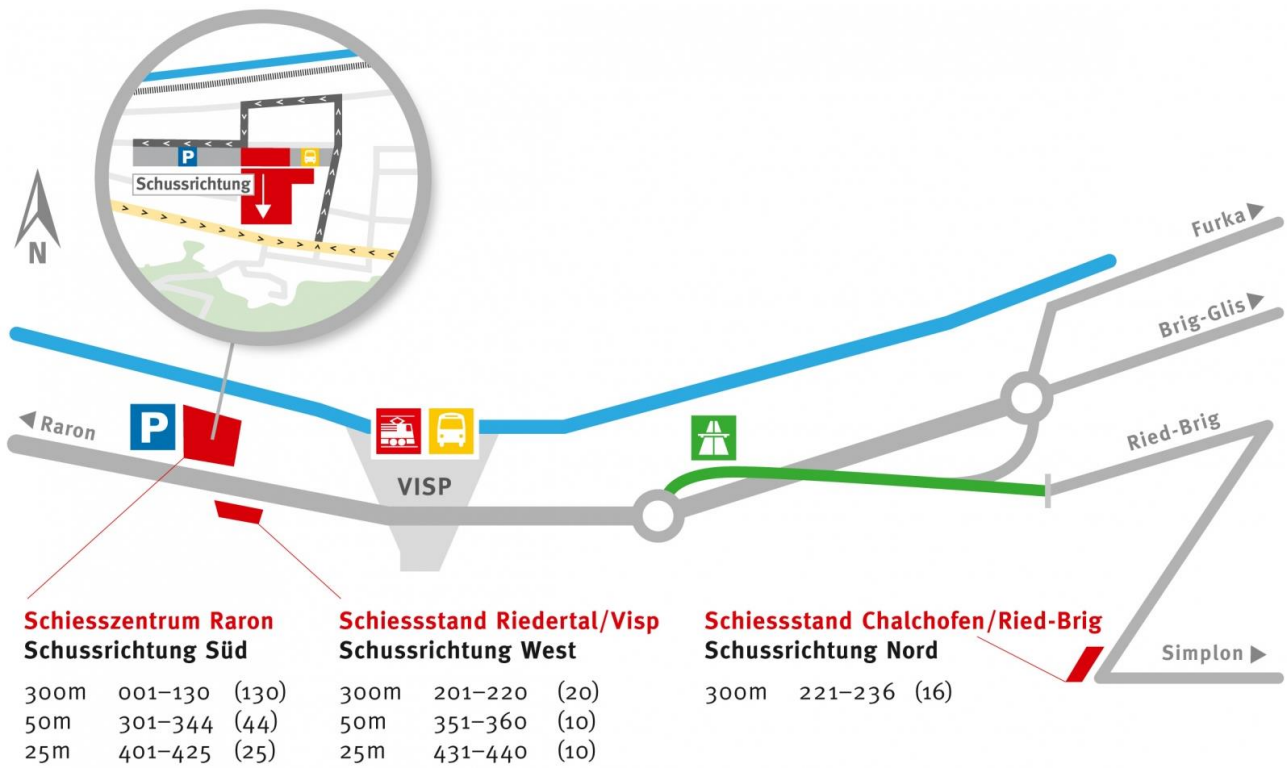 P
Schussrichtung
N
Furka
Brig-Glis
Raron
P
VISP
Ried-Brig
Simplon
Schiesszentrum Raron
Schussrichtung Süd
300m 001–130 (130)
50m 301–344 (44)
25m 401–425 (25)
Schiessstand Riedertal/Visp
Schussrichtung West
300m 201–220 (20)
50m 351–360 (10)
25m 431–440 (10)
Schiessstand Chalchofen/Ried-Brig
Schussrichtung Nord
300m 221–236 (16)